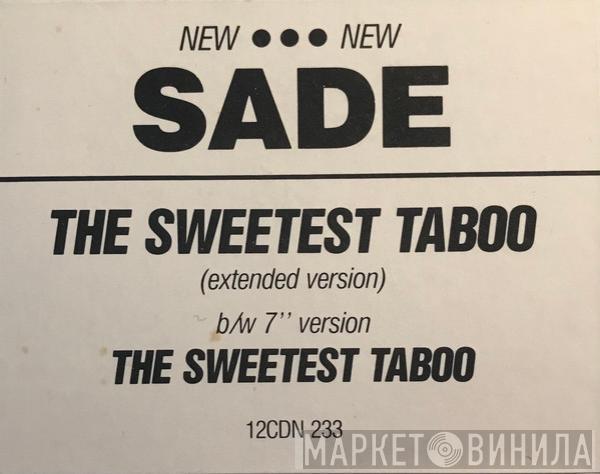 NEW ●●● NEW
SADE
THE SWEETEST TABOO
(extended version)
b/w 7'' version
THE SWEETEST TABOO
12CDN 233
МАРКЕТ ВИНИЛА